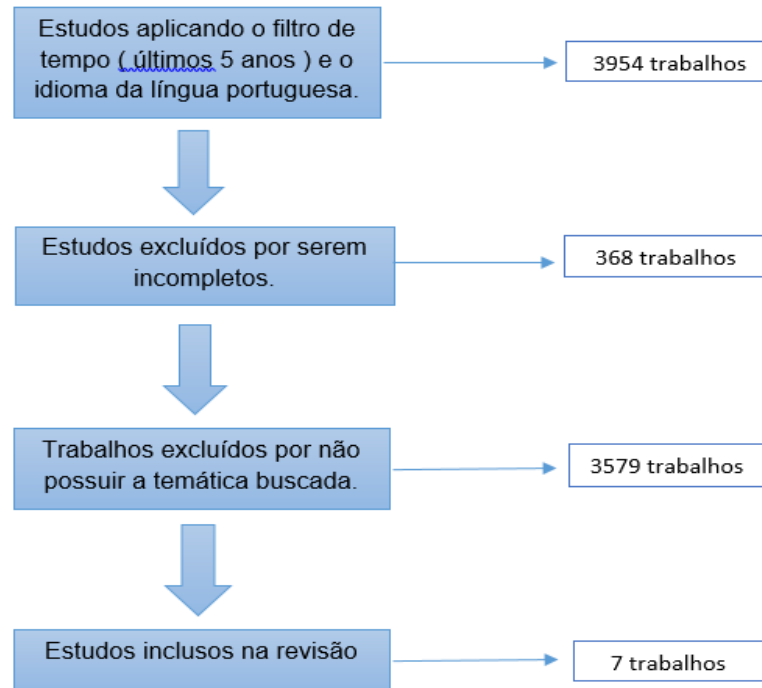 Estudos aplicando o filtro de
tempo ( últimos 5 anos ) e o
idioma da língua portuguesa.
3954 trabalhos
Estudos excluídos por serem
incompletos.
368 trabalhos
Trabalhos excluídos por não
possuir a temática buscada.
3579 trabalhos
Estudos inclusos na revisão
7 trabalhos